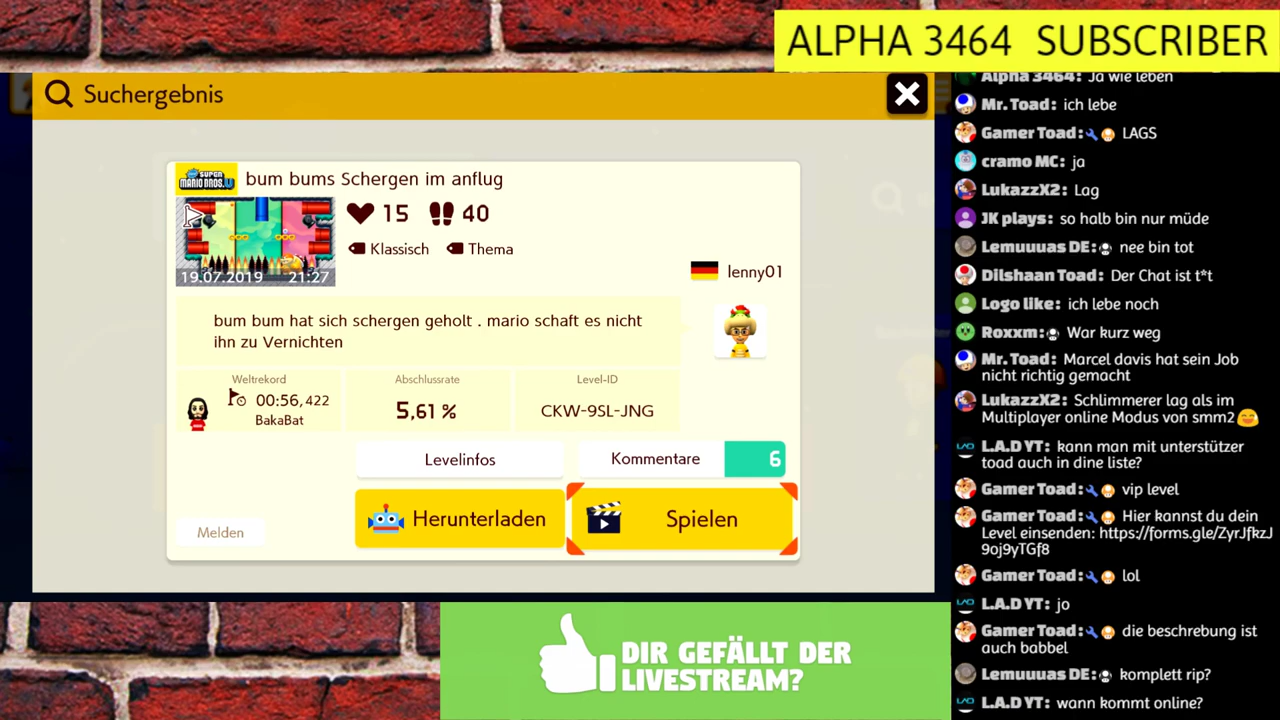 ALPHA 3464 SUBSCRIBER
Suchergebnis
SUPER
MARIO BROS. U
bum bums Schergen im anflug
15 40
Klassisch Thema
19.07.2019 21:27
lenny01
bum bum hat sich schergen geholt . mario schaft es nicht
ihn zu Vernichten
Weltrekord
00:56,422
BakaBat
Abschlussrate
5,61 %
Level-ID
CKW-9SL-JNG
Levelinfos
Kommentare 6
Melden
Herunterladen
Spielen
DIR GEFÄLLT DER
LIVESTREAM?
Alpha 3464: Ja wie leben
Mr. Toad: ich lebe
Gamer Toad: LAGS
cramo MC: ja
LukazzX2: Lag
JK plays: so halb bin nur müde
Lemuuuas DE: nee bin tot
Dilshaan Toad: Der Chat ist t*t
Logo like: ich lebe noch
Roxxm: War kurz weg
Mr. Toad: Marcel davis hat sein Job
nicht richtig gemacht
LukazzX2: Schlimmerer lag als im
Multiplayer online Modus von smm2
L.A.D YT: kann man mit unterstützer
toad auch in dine liste?
Gamer Toad: vip level
Gamer Toad: Hier kannst du dein
Level einsenden: https://forms.gle/ZyrJfkzJ
9oj9yTGf8
Gamer Toad: lol
L.A.D YT: jo
Gamer Toad: die beschrebung ist
auch babbel
Lemuuuas DE: komplett rip?
L.A.D YT: wann kommt online?